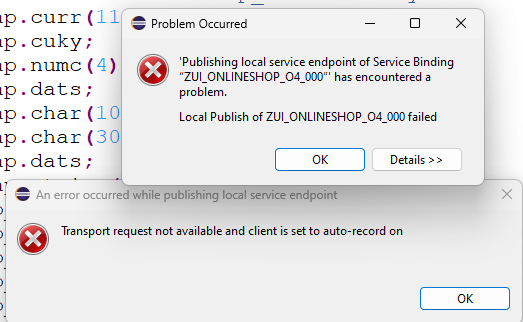 ap.curr(11
ap.cuky;
ap.numc(4)
ap.dats;
ap.char(10
ap.char(30
ap.dats;
Problem Occurred
'Publishing local service endpoint of Service Binding
“ZUI_ONLINESHOP_O4_000”' has encountered a
problem.
Local Publish of ZUI_ONLINESHOP_O4_000 failed
OK
Details >>
An error occurred while publishing local service endpoint
Transport request not available and client is set to auto-record on
OK